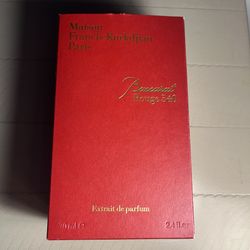 Maison
Francis Kurkdjian
Paris
Baccarat
Rouge 540
Extrait de parfum
70 ml ℮ 2.4 fl.oz